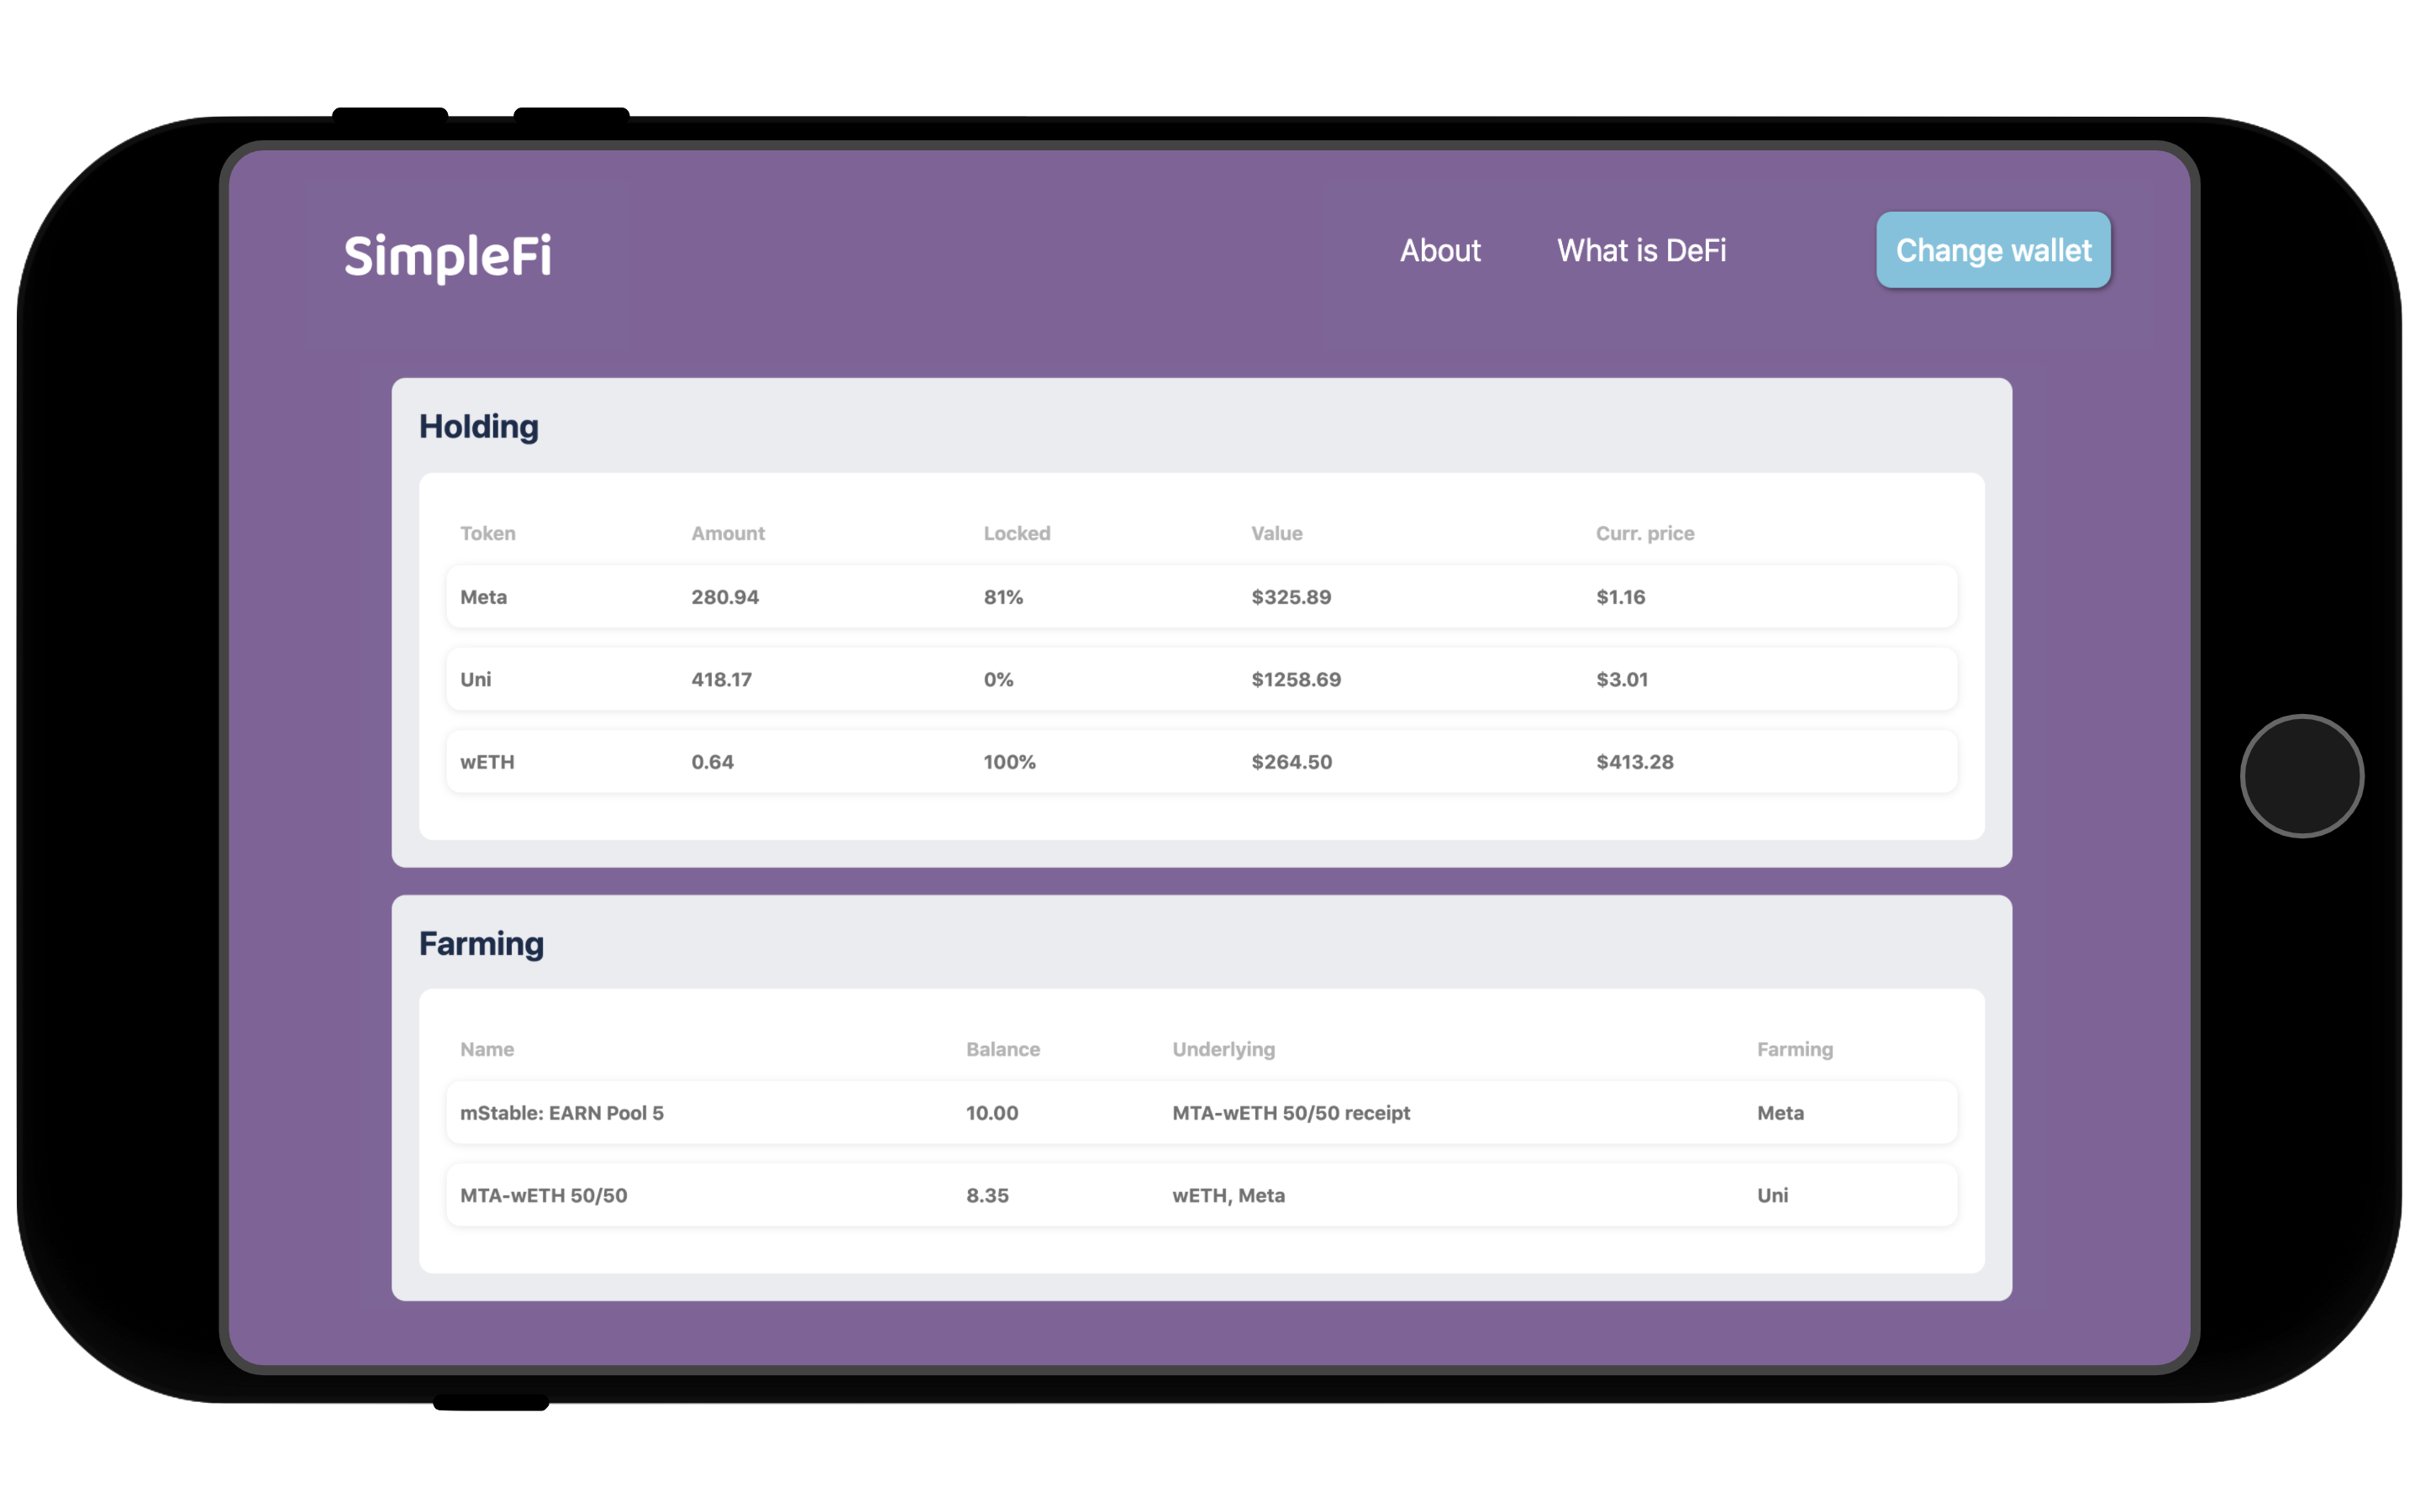 SimpleFi
About What is DeFi Change wallet
Holding
Token Amount Locked Value Curr. price
Meta 280.94 81% $325.89 $1.16
Uni 418.17 0% $1258.69 $3.01
wETH 0.64 100% $264.50 $413.28
Farming
Name Balance Underlying Farming
mStable: EARN Pool 5 10.00 MTA-wETH 50/50 receipt Meta
MTA-wETH 50/50 8.35 wETH, Meta Uni